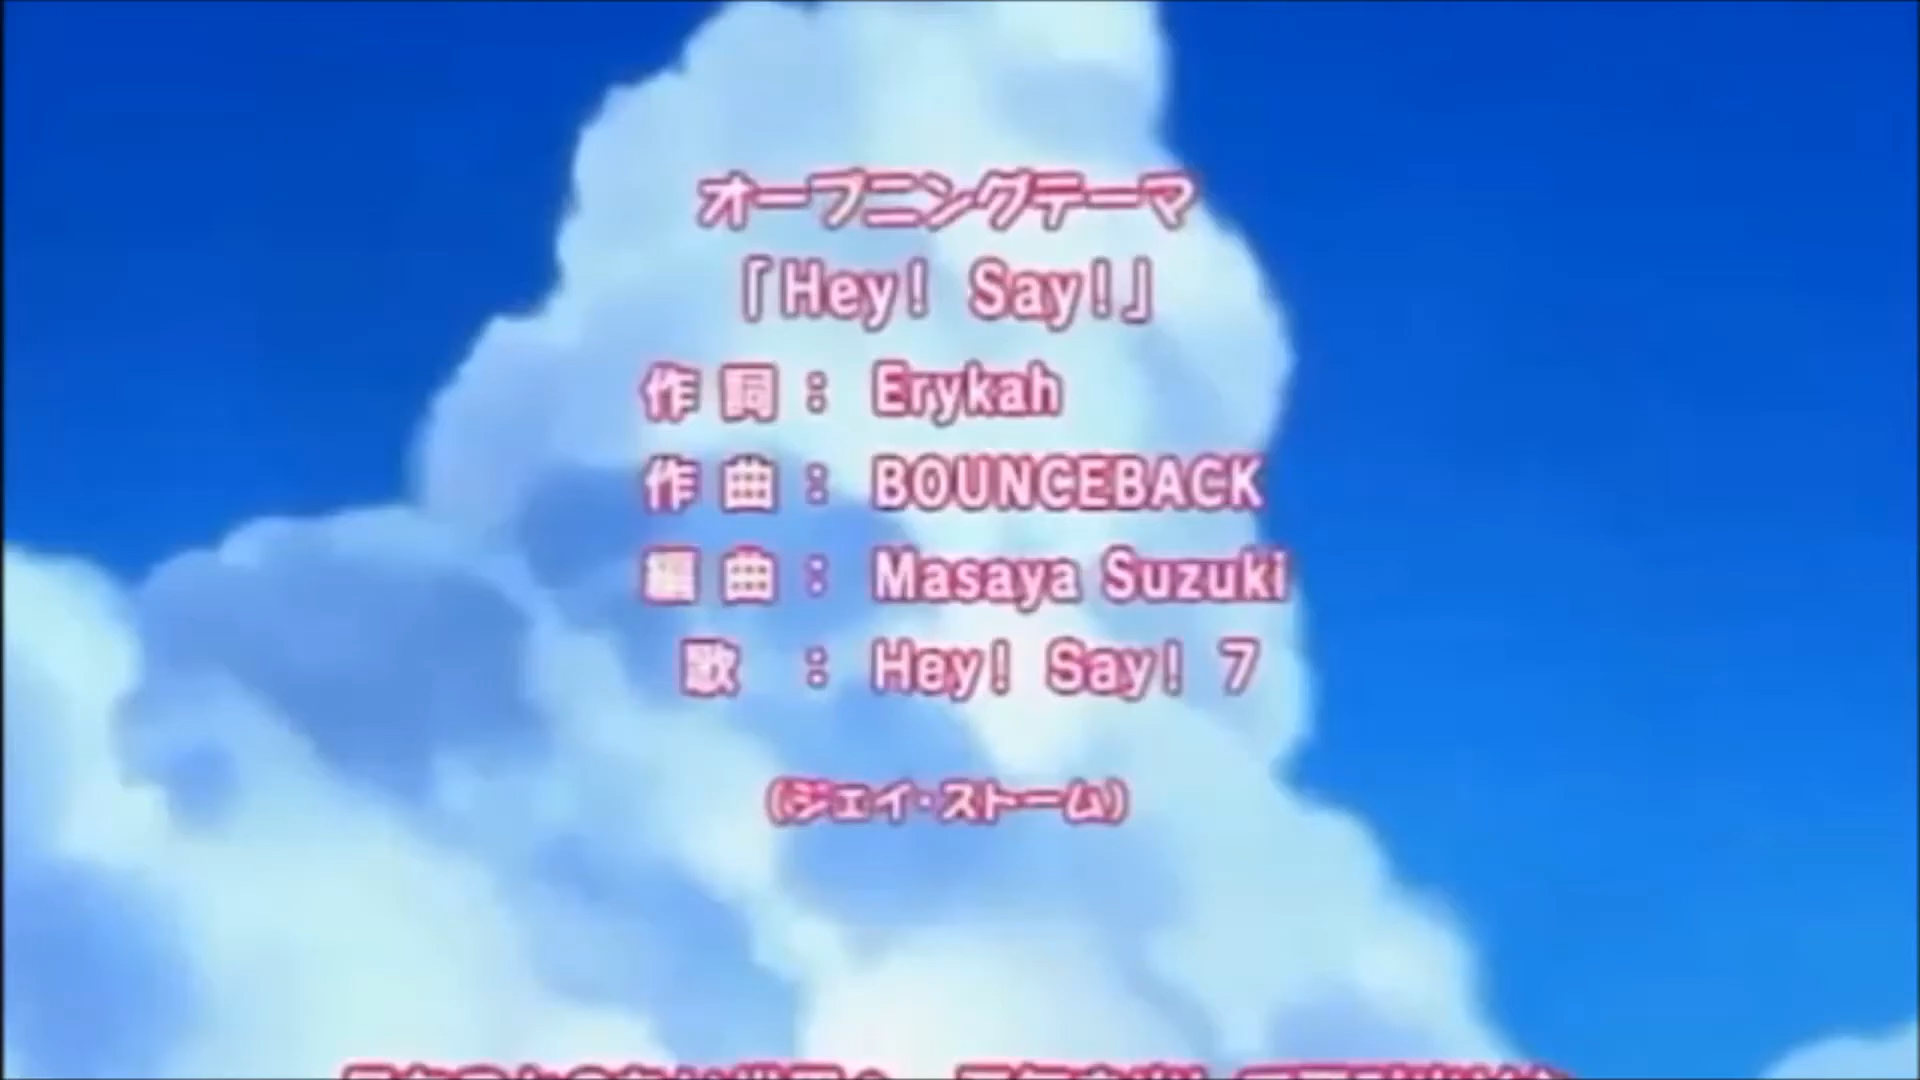 オープニングテーマ
「Hey! Say!」
作詞： Erykah
作曲： BOUNCEBACK
編曲： Masaya Suzuki
歌： Hey! Say! 7
（ジェイ・ストーム）